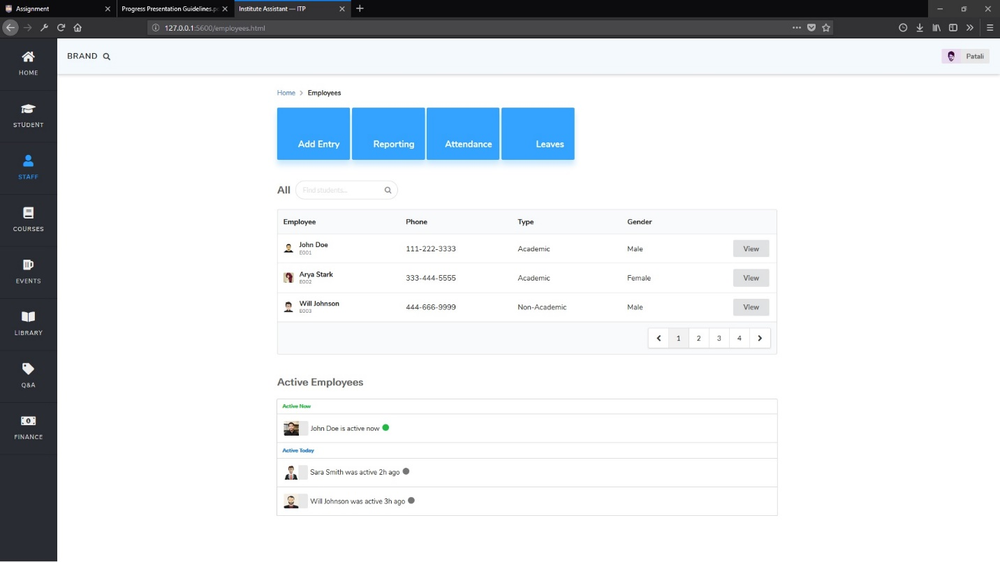 Assignment
Progress Presentation Guidelines.p
Institute Assistant — ITP
127.0.0.1:5600/employees.html
BRAND
Patali
HOME
STUDENT
STAFF
COURSES
EVENTS
LIBRARY
Q&A
FINANCE
Home > Employees
Add Entry Reporting Attendance Leaves
All Find students...
Employee Phone Type Gender
John Doe
E001
111-222-3333 Academic Male View
Arya Stark
E002
333-444-5555 Academic Female View
Will Johnson
E003
444-666-9999 Non-Academic Male View
1 2 3 4
Active Employees
Active Now
John Doe is active now
Active Today
Sara Smith was active 2h ago
Will Johnson was active 3h ago